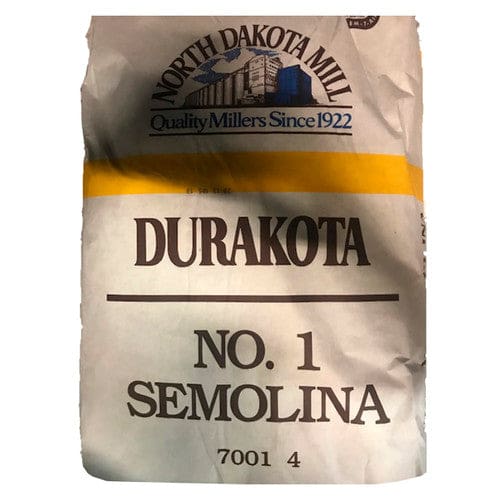 NORTH DAKOTA MILL
Quality Millers Since 1922
DURAKOTA
NO. 1
SEMOLINA
7001 4